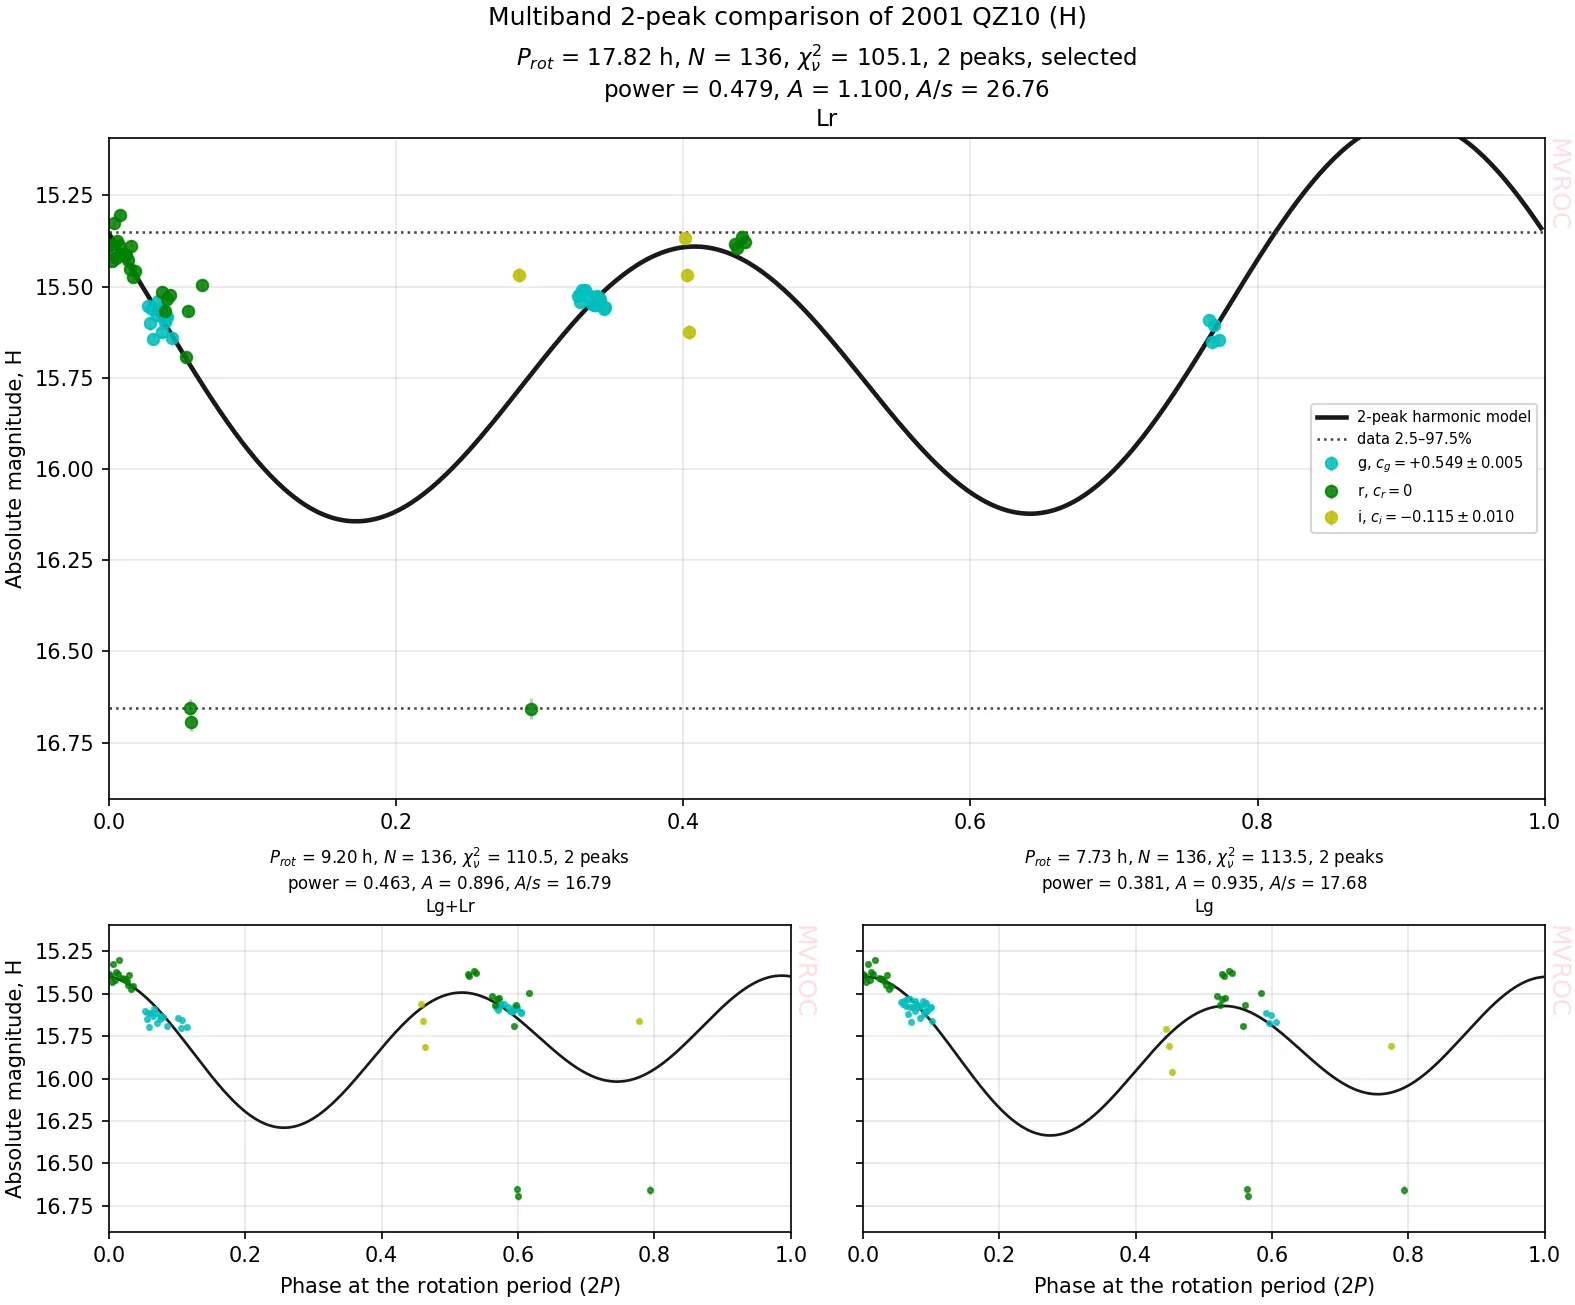 Multiband 2-peak comparison of 2001 QZ10 (H)
P_rot = 17.82 h, N = 136, χ²_ν = 105.1, 2 peaks, selected
power = 0.479, A = 1.100, A/s = 26.76
Lr
MVROC
Absolute magnitude, H
15.25
15.50
15.75
16.00
16.25
16.50
16.75
2-peak harmonic model
data 2.5–97.5%
g, c_g = +0.549 ± 0.005
r, c_r = 0
i, c_i = −0.115 ± 0.010
0.0 0.2 0.4 0.6 0.8 1.0
P_rot = 9.20 h, N = 136, χ²_ν = 110.5, 2 peaks
power = 0.463, A = 0.896, A/s = 16.79
Lg+Lr
MVROC
Absolute magnitude, H
15.25
15.50
15.75
16.00
16.25
16.50
16.75
0.0 0.2 0.4 0.6 0.8 1.0
Phase at the rotation period (2P)
P_rot = 7.73 h, N = 136, χ²_ν = 113.5, 2 peaks
power = 0.381, A = 0.935, A/s = 17.68
Lg
MVROC
0.0 0.2 0.4 0.6 0.8 1.0
Phase at the rotation period (2P)